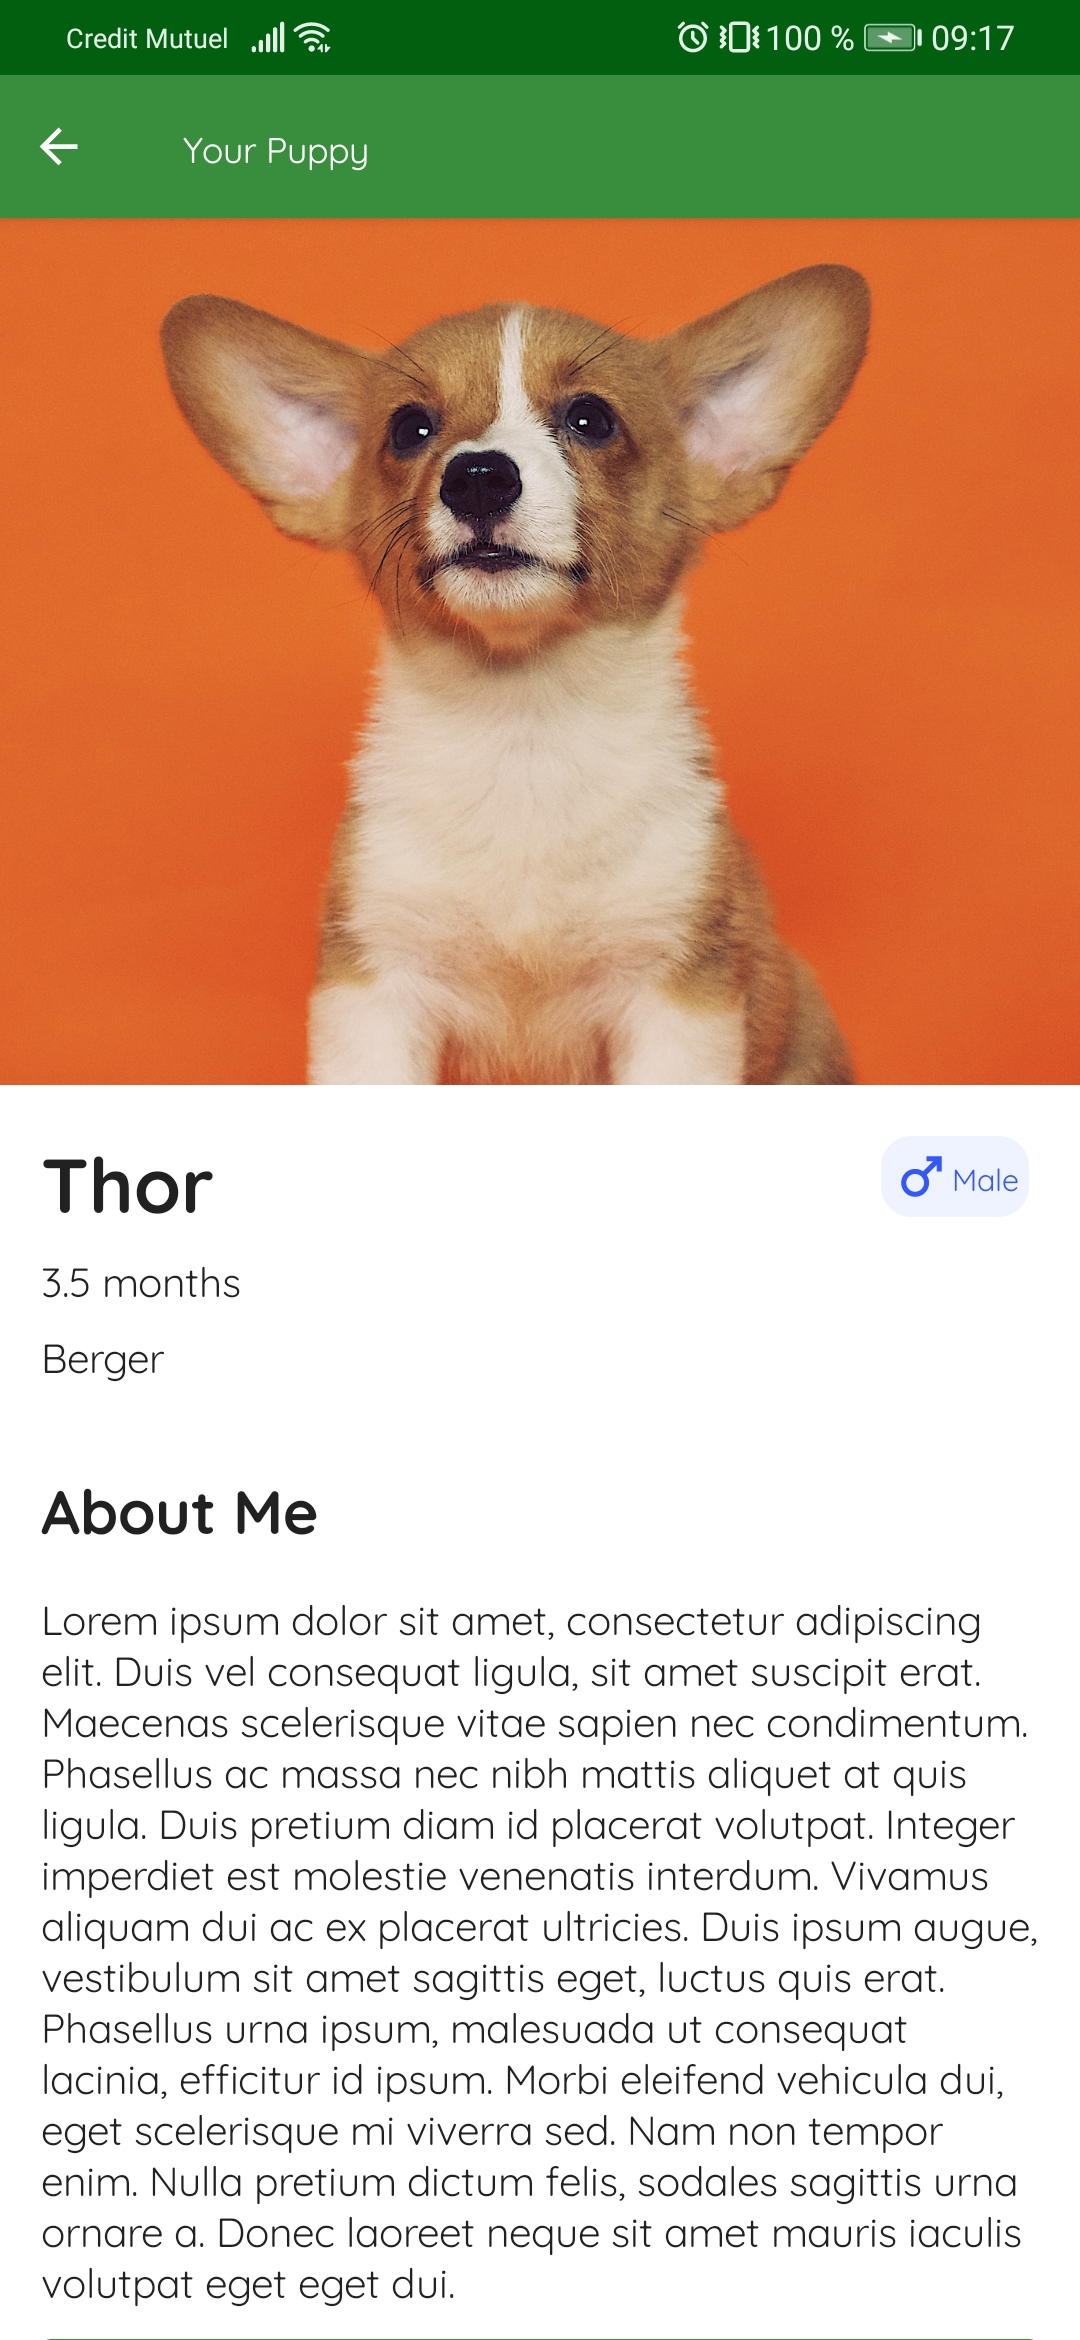 Credit Mutuel 100 % 09:17
Your Puppy
Thor
Male
3.5 months
Berger
About Me
Lorem ipsum dolor sit amet, consectetur adipiscing
elit. Duis vel consequat ligula, sit amet suscipit erat.
Maecenas scelerisque vitae sapien nec condimentum.
Phasellus ac massa nec nibh mattis aliquet at quis
ligula. Duis pretium diam id placerat volutpat. Integer
imperdiet est molestie venenatis interdum. Vivamus
aliquam dui ac ex placerat ultricies. Duis ipsum augue,
vestibulum sit amet sagittis eget, luctus quis erat.
Phasellus urna ipsum, malesuada ut consequat
lacinia, efficitur id ipsum. Morbi eleifend vehicula dui,
eget scelerisque mi viverra sed. Nam non tempor
enim. Nulla pretium dictum felis, sodales sagittis urna
ornare a. Donec laoreet neque sit amet mauris iaculis
volutpat eget eget dui.